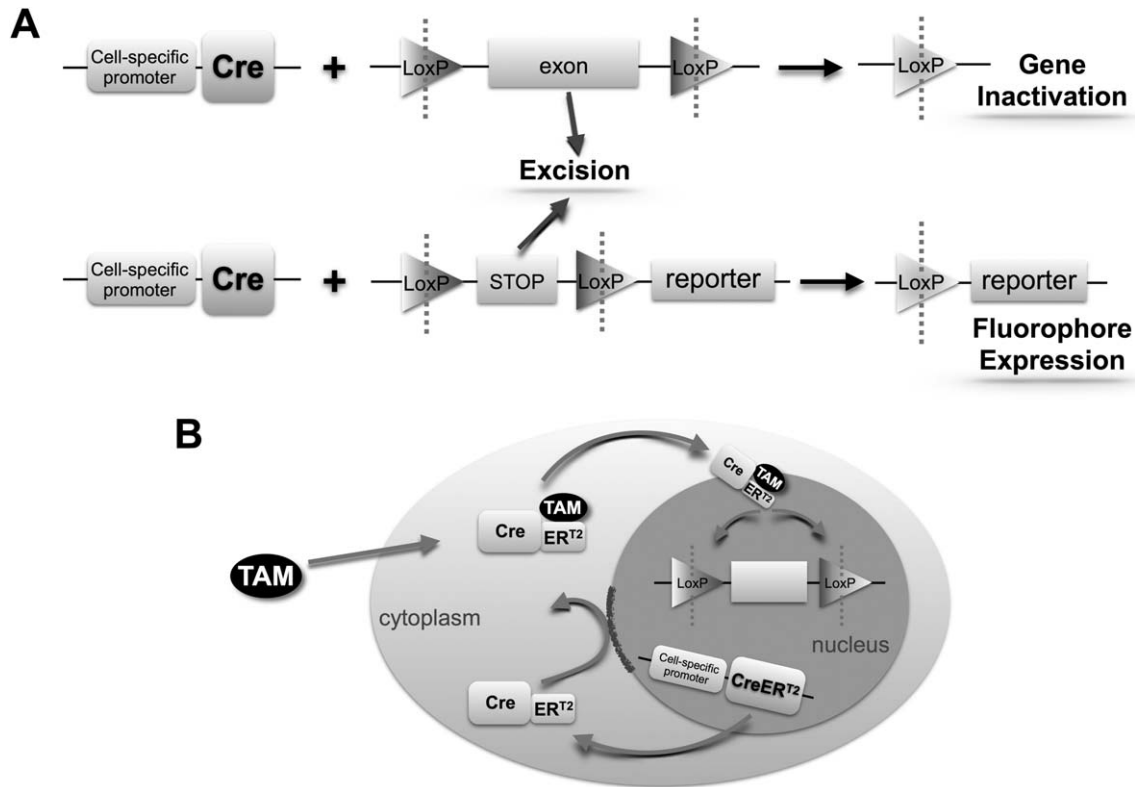 A
Cell-specific
promoter
Cre
+
LoxP
exon
LoxP
LoxP
Gene
Inactivation
Excision
Cell-specific
promoter
Cre
+
LoxP
STOP
LoxP
reporter
LoxP
reporter
Fluorophore
Expression
B
TAM
cytoplasm
Cre
TAM
ER^T2
Cre
TAM
ER^T2
LoxP
LoxP
nucleus
Cell-specific
promoter
CreER^T2
Cre
ER^T2